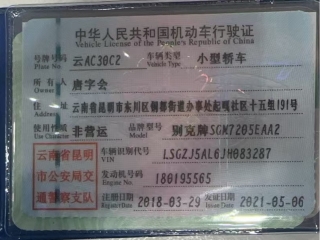 中华人民共和国机动车行驶证
Vehicle License of the People's Republic of China
号牌号码 云AC30C2 车辆类型 小型轿车
Plate No. Vehicle Type
所有人 唐字会
Owner
住址 云南省昆明市东川区铜都街道办事处起嘎社区十五组191号
Address
使用性质 非营运 品牌型号 别克牌SGM7205EAA2
Use Character Model
云南省昆明市公安局交通警察支队
车辆识别代号 LSGZJ5AL6JH083287
VIN
发动机号码 180195565
Engine No.
注册日期 2018-03-29 发证日期 2021-05-06
Register Date Issue Date